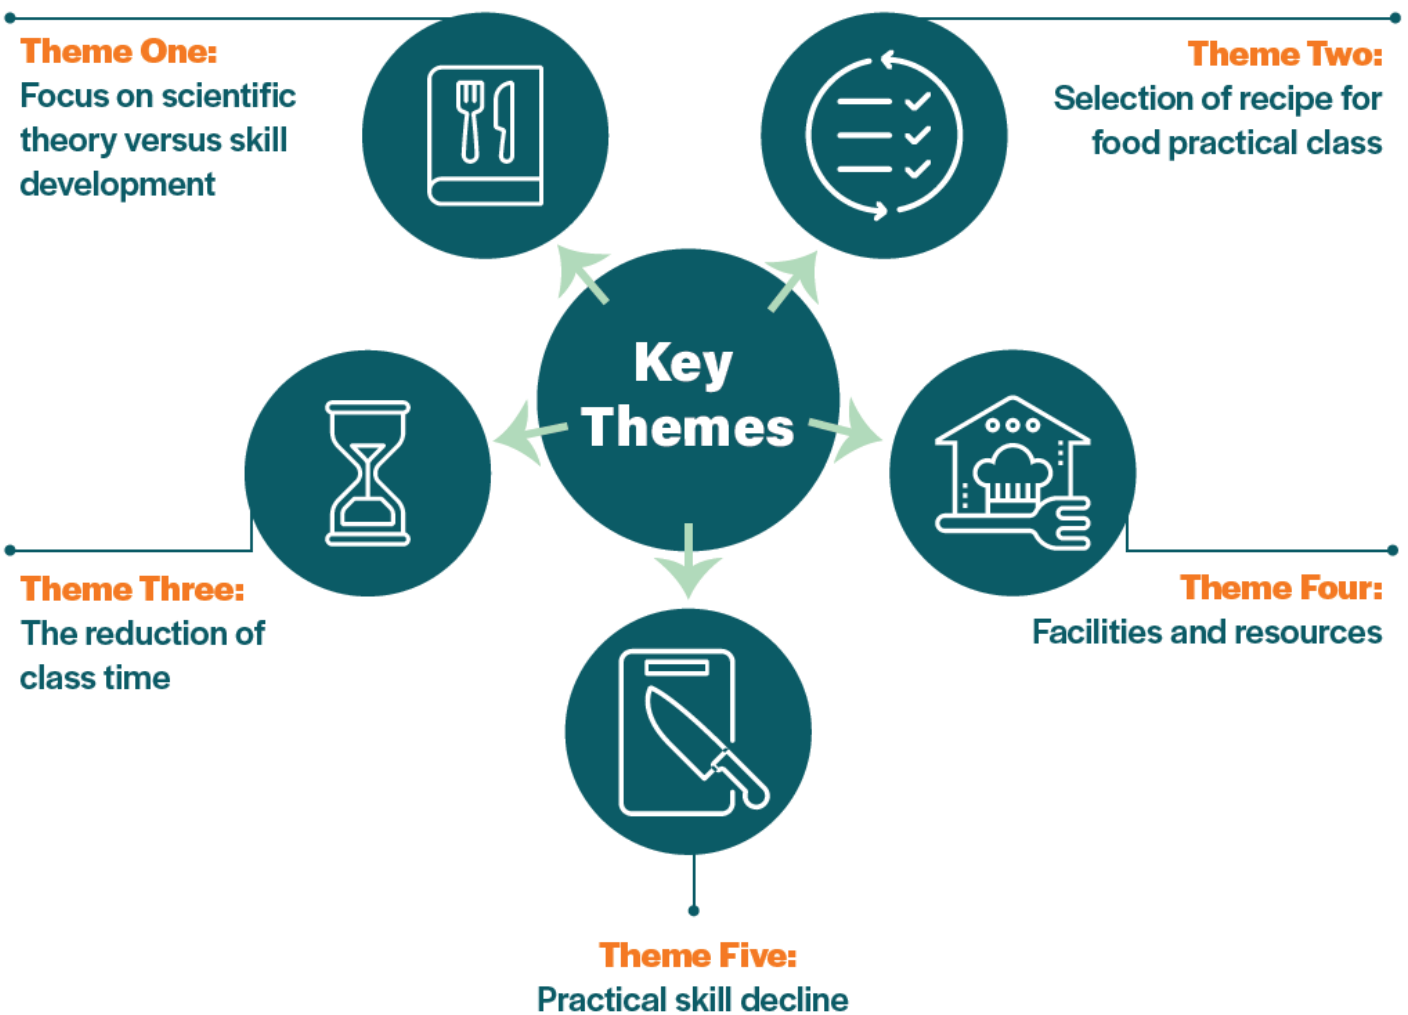 Theme One:
Focus on scientific
theory versus skill
development
Theme Two:
Selection of recipe for
food practical class
Key
Themes
Theme Three:
The reduction of
class time
Theme Four:
Facilities and resources
Theme Five:
Practical skill decline